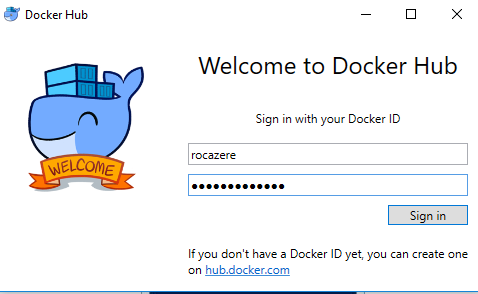 Docker Hub
Welcome to Docker Hub
Sign in with your Docker ID
rocazere
●●●●●●●●●●●●●
Sign in
WELCOME
If you don't have a Docker ID yet, you can create one
on hub.docker.com